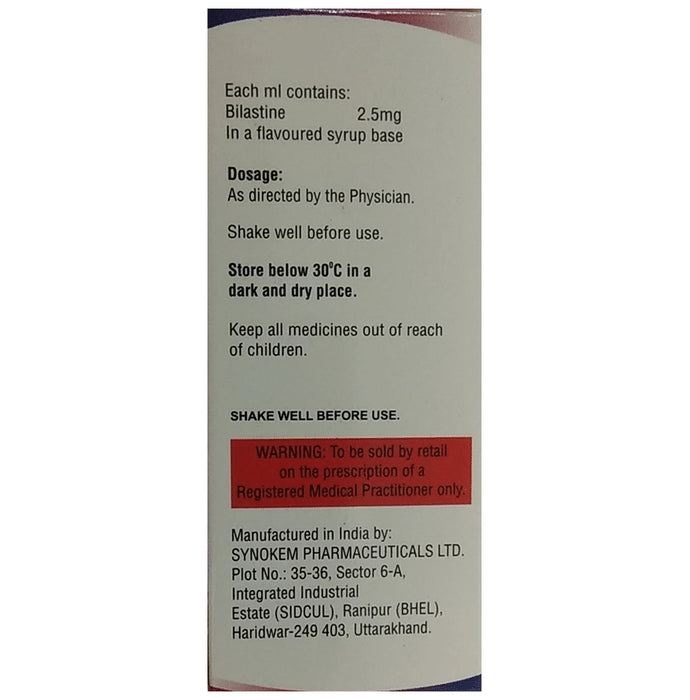 Each ml contains:
Bilastine 2.5mg
In a flavoured syrup base
Dosage:
As directed by the Physician.
Shake well before use.
Store below 30⁰C in a
dark and dry place.
Keep all medicines out of reach
of children.
SHAKE WELL BEFORE USE.
WARNING: To be sold by retail
on the prescription of a
Registered Medical Practitioner only.
Manufactured in India by:
SYNOKEM PHARMACEUTICALS LTD.
Plot No.: 35-36, Sector 6-A,
Integrated Industrial
Estate (SIDCUL), Ranipur (BHEL),
Haridwar-249 403, Uttarakhand.